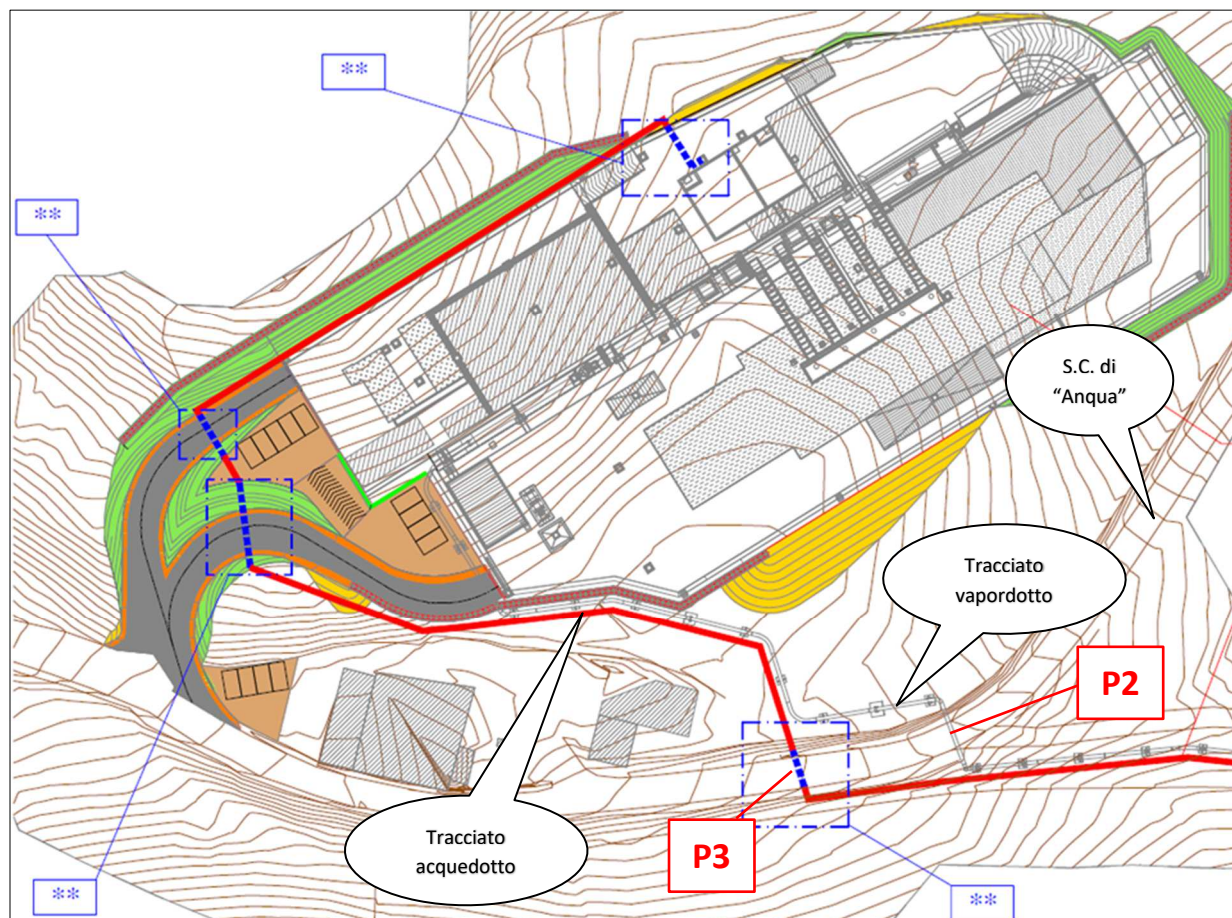 **
**
S.C. di
“Anqua”
Tracciato
vapordotto
P2
Tracciato
acquedotto
P3
**
**